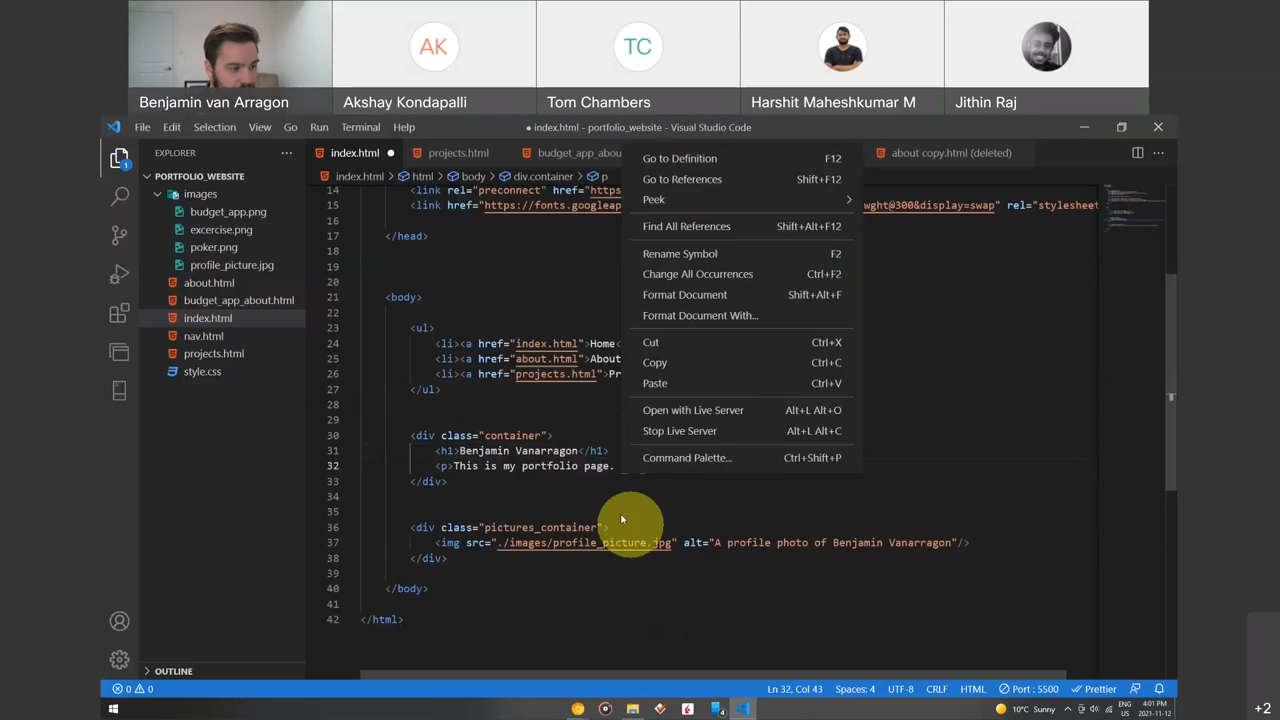 AK
TC
Benjamin van Arragon
Akshay Kondapalli
Tom Chambers
Harshit Maheshkumar M
Jithin Raj
File Edit Selection View Go Run Terminal Help
● index.html - portfolio_website - Visual Studio Code
EXPLORER
index.html
projects.html
budget_app_abou
about copy.html (deleted)
1
PORTFOLIO_WEBSITE
images
budget_app.png
excercise.png
poker.png
profile_picture.jpg
about.html
budget_app_about.html
index.html
nav.html
projects.html
style.css
OUTLINE
index.html > html > body > div.container > p
14 <link rel="preconnect" href="https
15 <link href="https://fonts.googleap wght@300&display=swap" rel="stylesheet
17 </head>
18
19
20
21 <body>
22
23 <ul>
24 <li><a href="index.html">Home<
25 <li><a href="about.html">About
26 <li><a href="projects.html">Pr
27 </ul>
28
29
30 <div class="container">
31 <h1>Benjamin Vanarragon</h1>
32 <p>This is my portfolio page.
33 </div>
34
35
36 <div class="pictures_container">
37 <img src="./images/profile_picture.jpg" alt="A profile photo of Benjamin Vanarragon"/>
38 </div>
39
40 </body>
41
42 </html>
Go to Definition F12
Go to References Shift+F12
Peek
Find All References Shift+Alt+F12
Rename Symbol F2
Change All Occurrences Ctrl+F2
Format Document Shift+Alt+F
Format Document With...
Cut Ctrl+X
Copy Ctrl+C
Paste Ctrl+V
Open with Live Server Alt+L Alt+O
Stop Live Server Alt+L Alt+C
Command Palette... Ctrl+Shift+P
0 0
Ln 32, Col 43 Spaces: 4 UTF-8 CRLF HTML Port : 5500 Prettier
10°C Sunny
ENG
US
4:01 PM
2021-11-12
+2